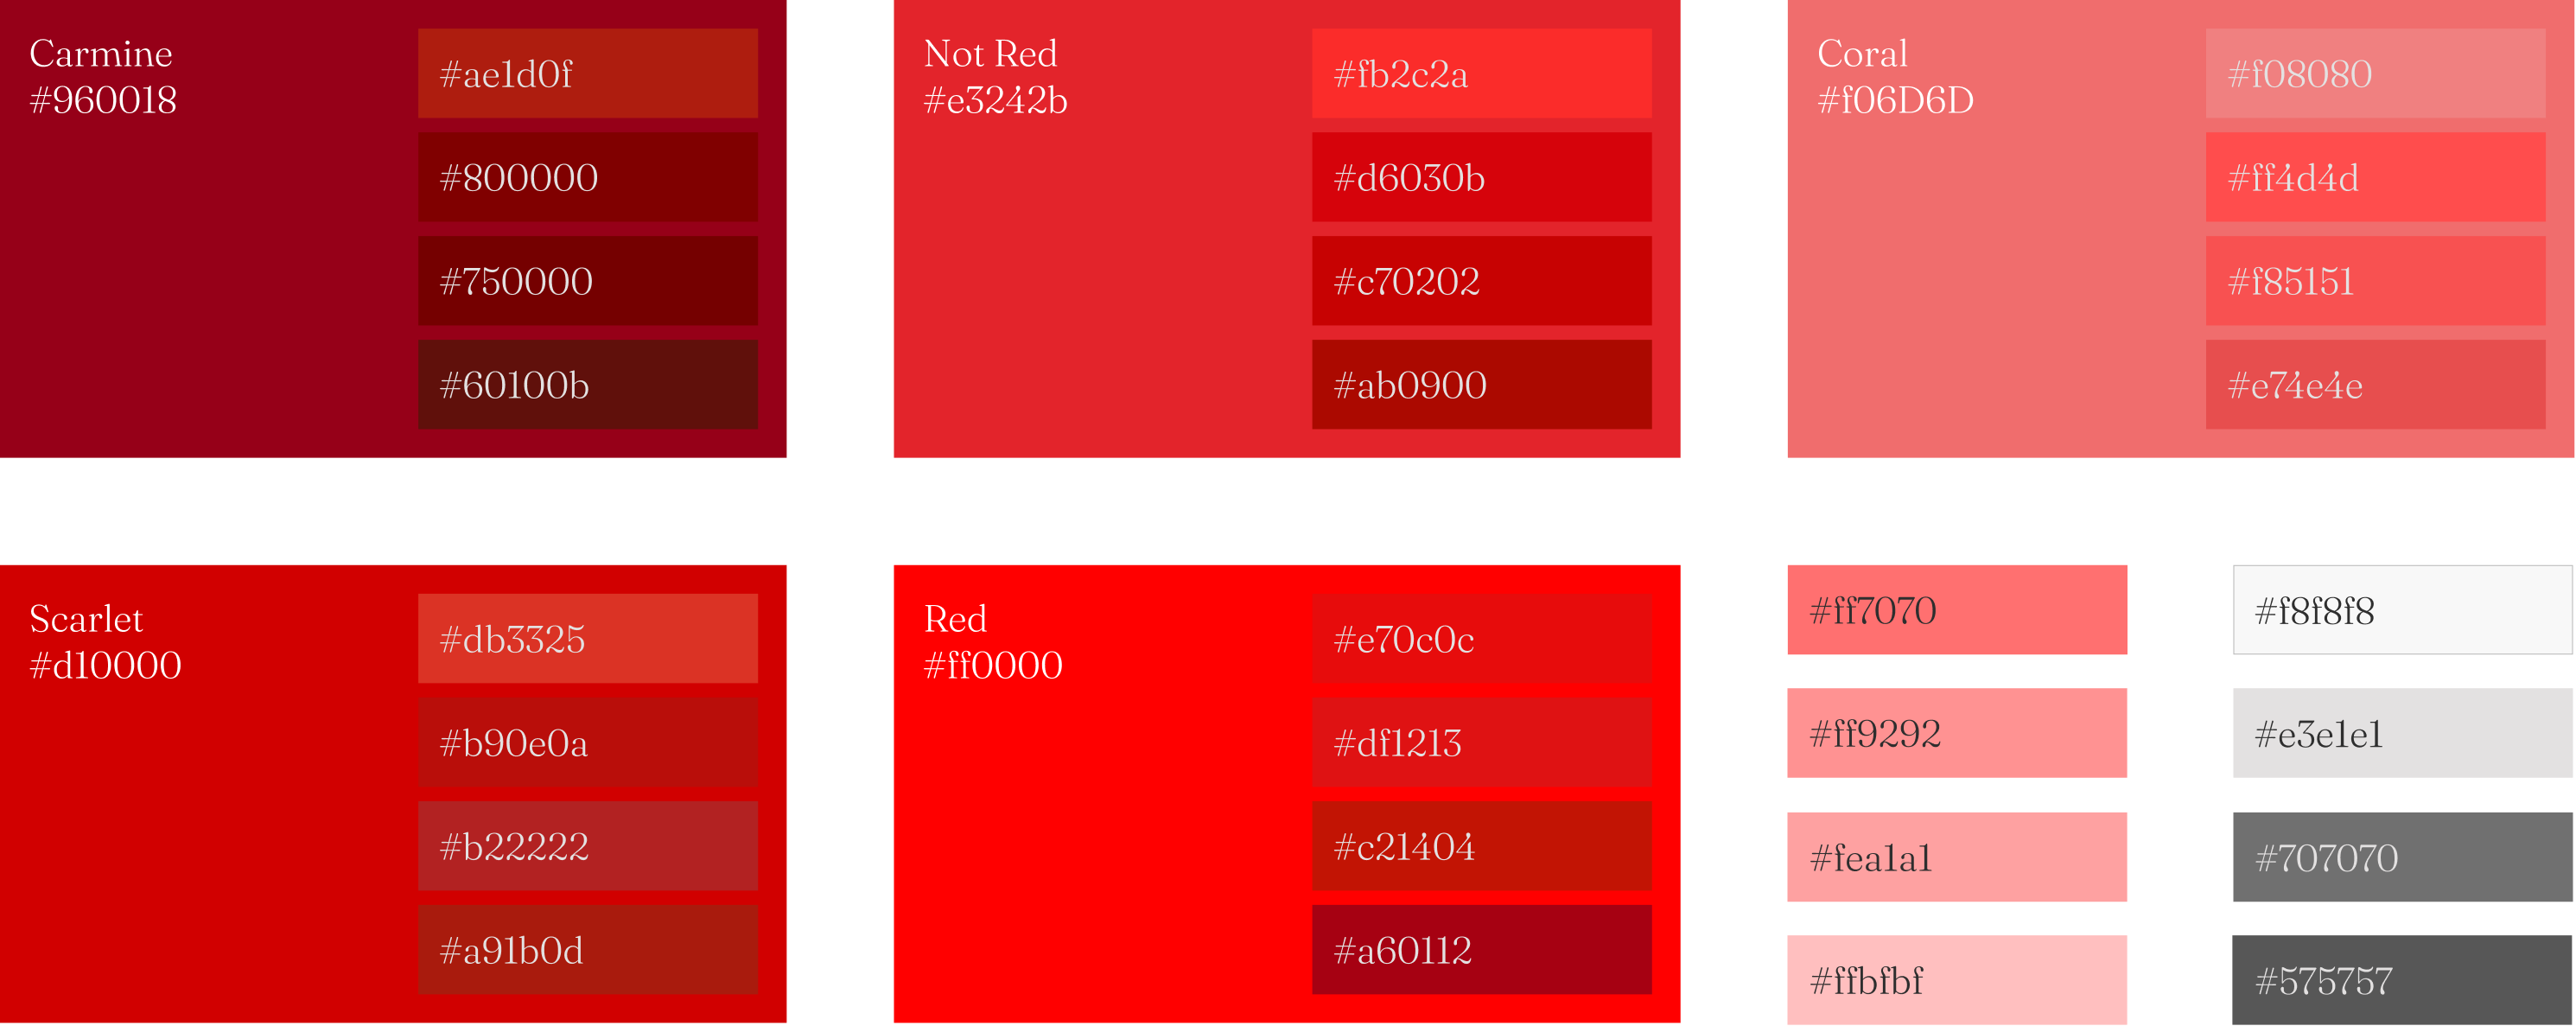 Carmine
#960018
#ae1d0f
#800000
#750000
#60100b
Not Red
#e3242b
#fb2c2a
#d6030b
#c70202
#ab0900
Coral
#f06D6D
#f08080
#ff4d4d
#f85151
#e74e4e
Scarlet
#d10000
#db3325
#b90e0a
#b22222
#a91b0d
Red
#ff0000
#e70c0c
#df1213
#c21404
#a60112
#ff7070
#ff9292
#fea1a1
#ffbfbf
#f8f8f8
#e3e1e1
#707070
#575757